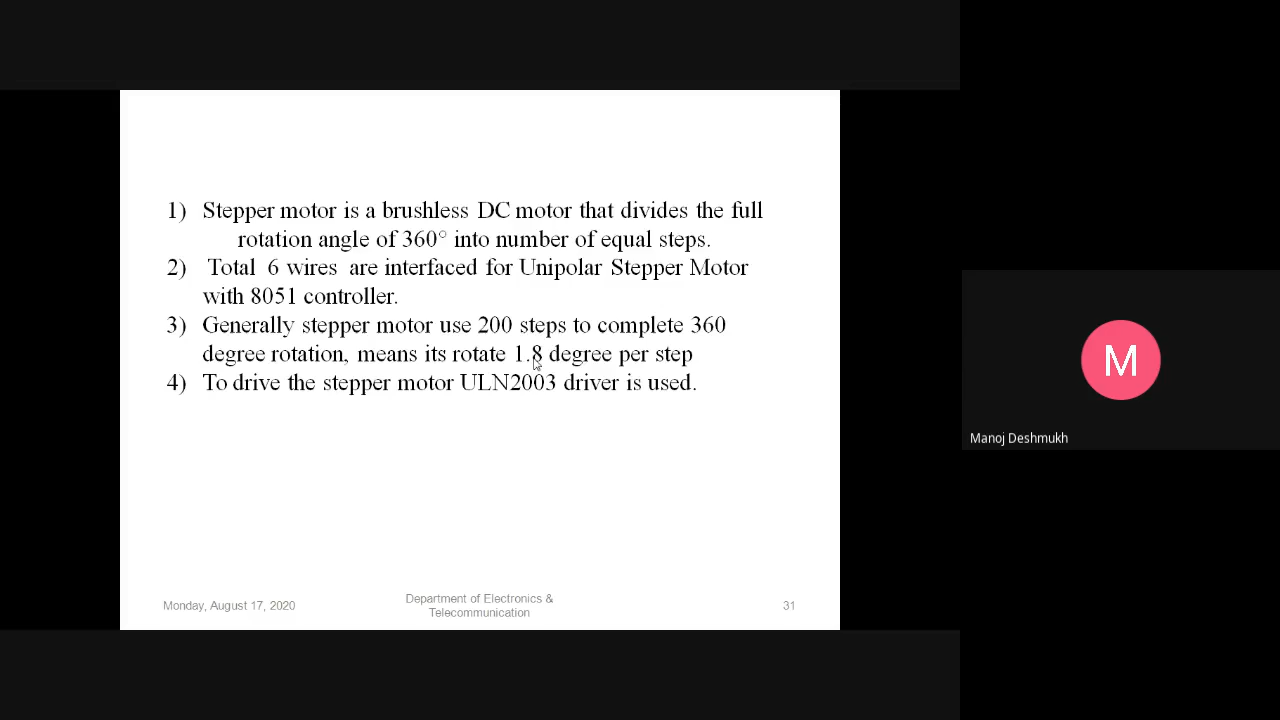 1) Stepper motor is a brushless DC motor that divides the full
rotation angle of 360° into number of equal steps.
2) Total 6 wires are interfaced for Unipolar Stepper Motor
with 8051 controller.
3) Generally stepper motor use 200 steps to complete 360
degree rotation, means its rotate 1.8 degree per step
4) To drive the stepper motor ULN2003 driver is used.
M
Manoj Deshmukh
Monday, August 17, 2020
Department of Electronics &
Telecommunication
31